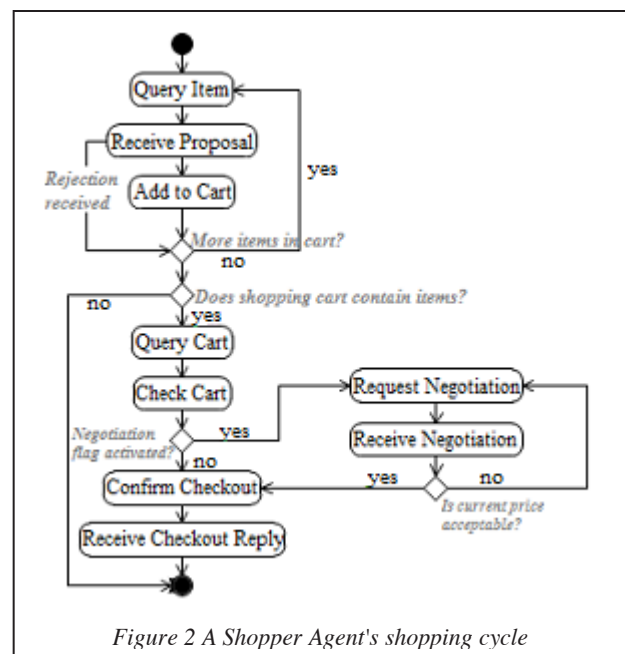 Query Item
Receive Proposal
yes
Rejection
received
Add to Cart
More items in cart?
no
no
Does shopping cart contain items?
yes
Query Cart
Check Cart
Request Negotiation
Negotiation
flag activated?
yes
Receive Negotiation
no
Confirm Checkout
yes
no
Is current price
acceptable?
Receive Checkout Reply
Figure 2 A Shopper Agent's shopping cycle